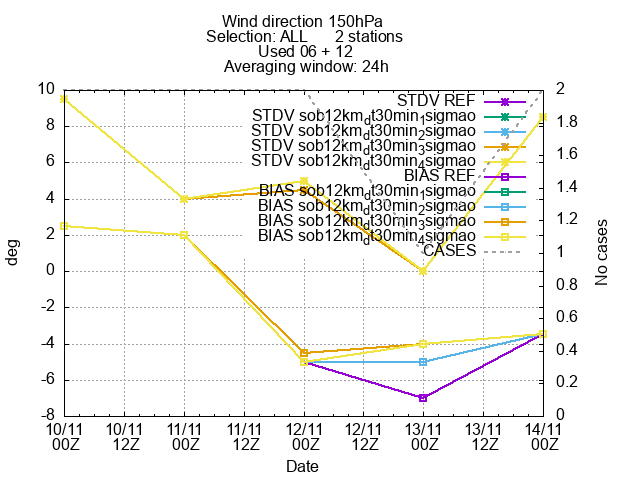 Wind direction 150hPa
Selection: ALL 2 stations
Used 06 + 12
Averaging window: 24h
10
8
6
4
2
0
-2
-4
-6
-8
deg
2
1.8
1.6
1.4
1.2
1
0.8
0.6
0.4
0.2
0
No cases
STDV REF
STDV sob12km_dt30min_1sigmao
STDV sob12km_dt30min_2sigmao
STDV sob12km_dt30min_3sigmao
STDV sob12km_dt30min_4sigmao
BIAS REF
BIAS sob12km_dt30min_1sigmao
BIAS sob12km_dt30min_2sigmao
BIAS sob12km_dt30min_3sigmao
BIAS sob12km_dt30min_4sigmao
CASES
10/11 10/11 11/11 11/11 12/11 12/11 13/11 13/11 14/11
00Z 12Z 00Z 12Z 00Z 12Z 00Z 12Z 00Z
Date